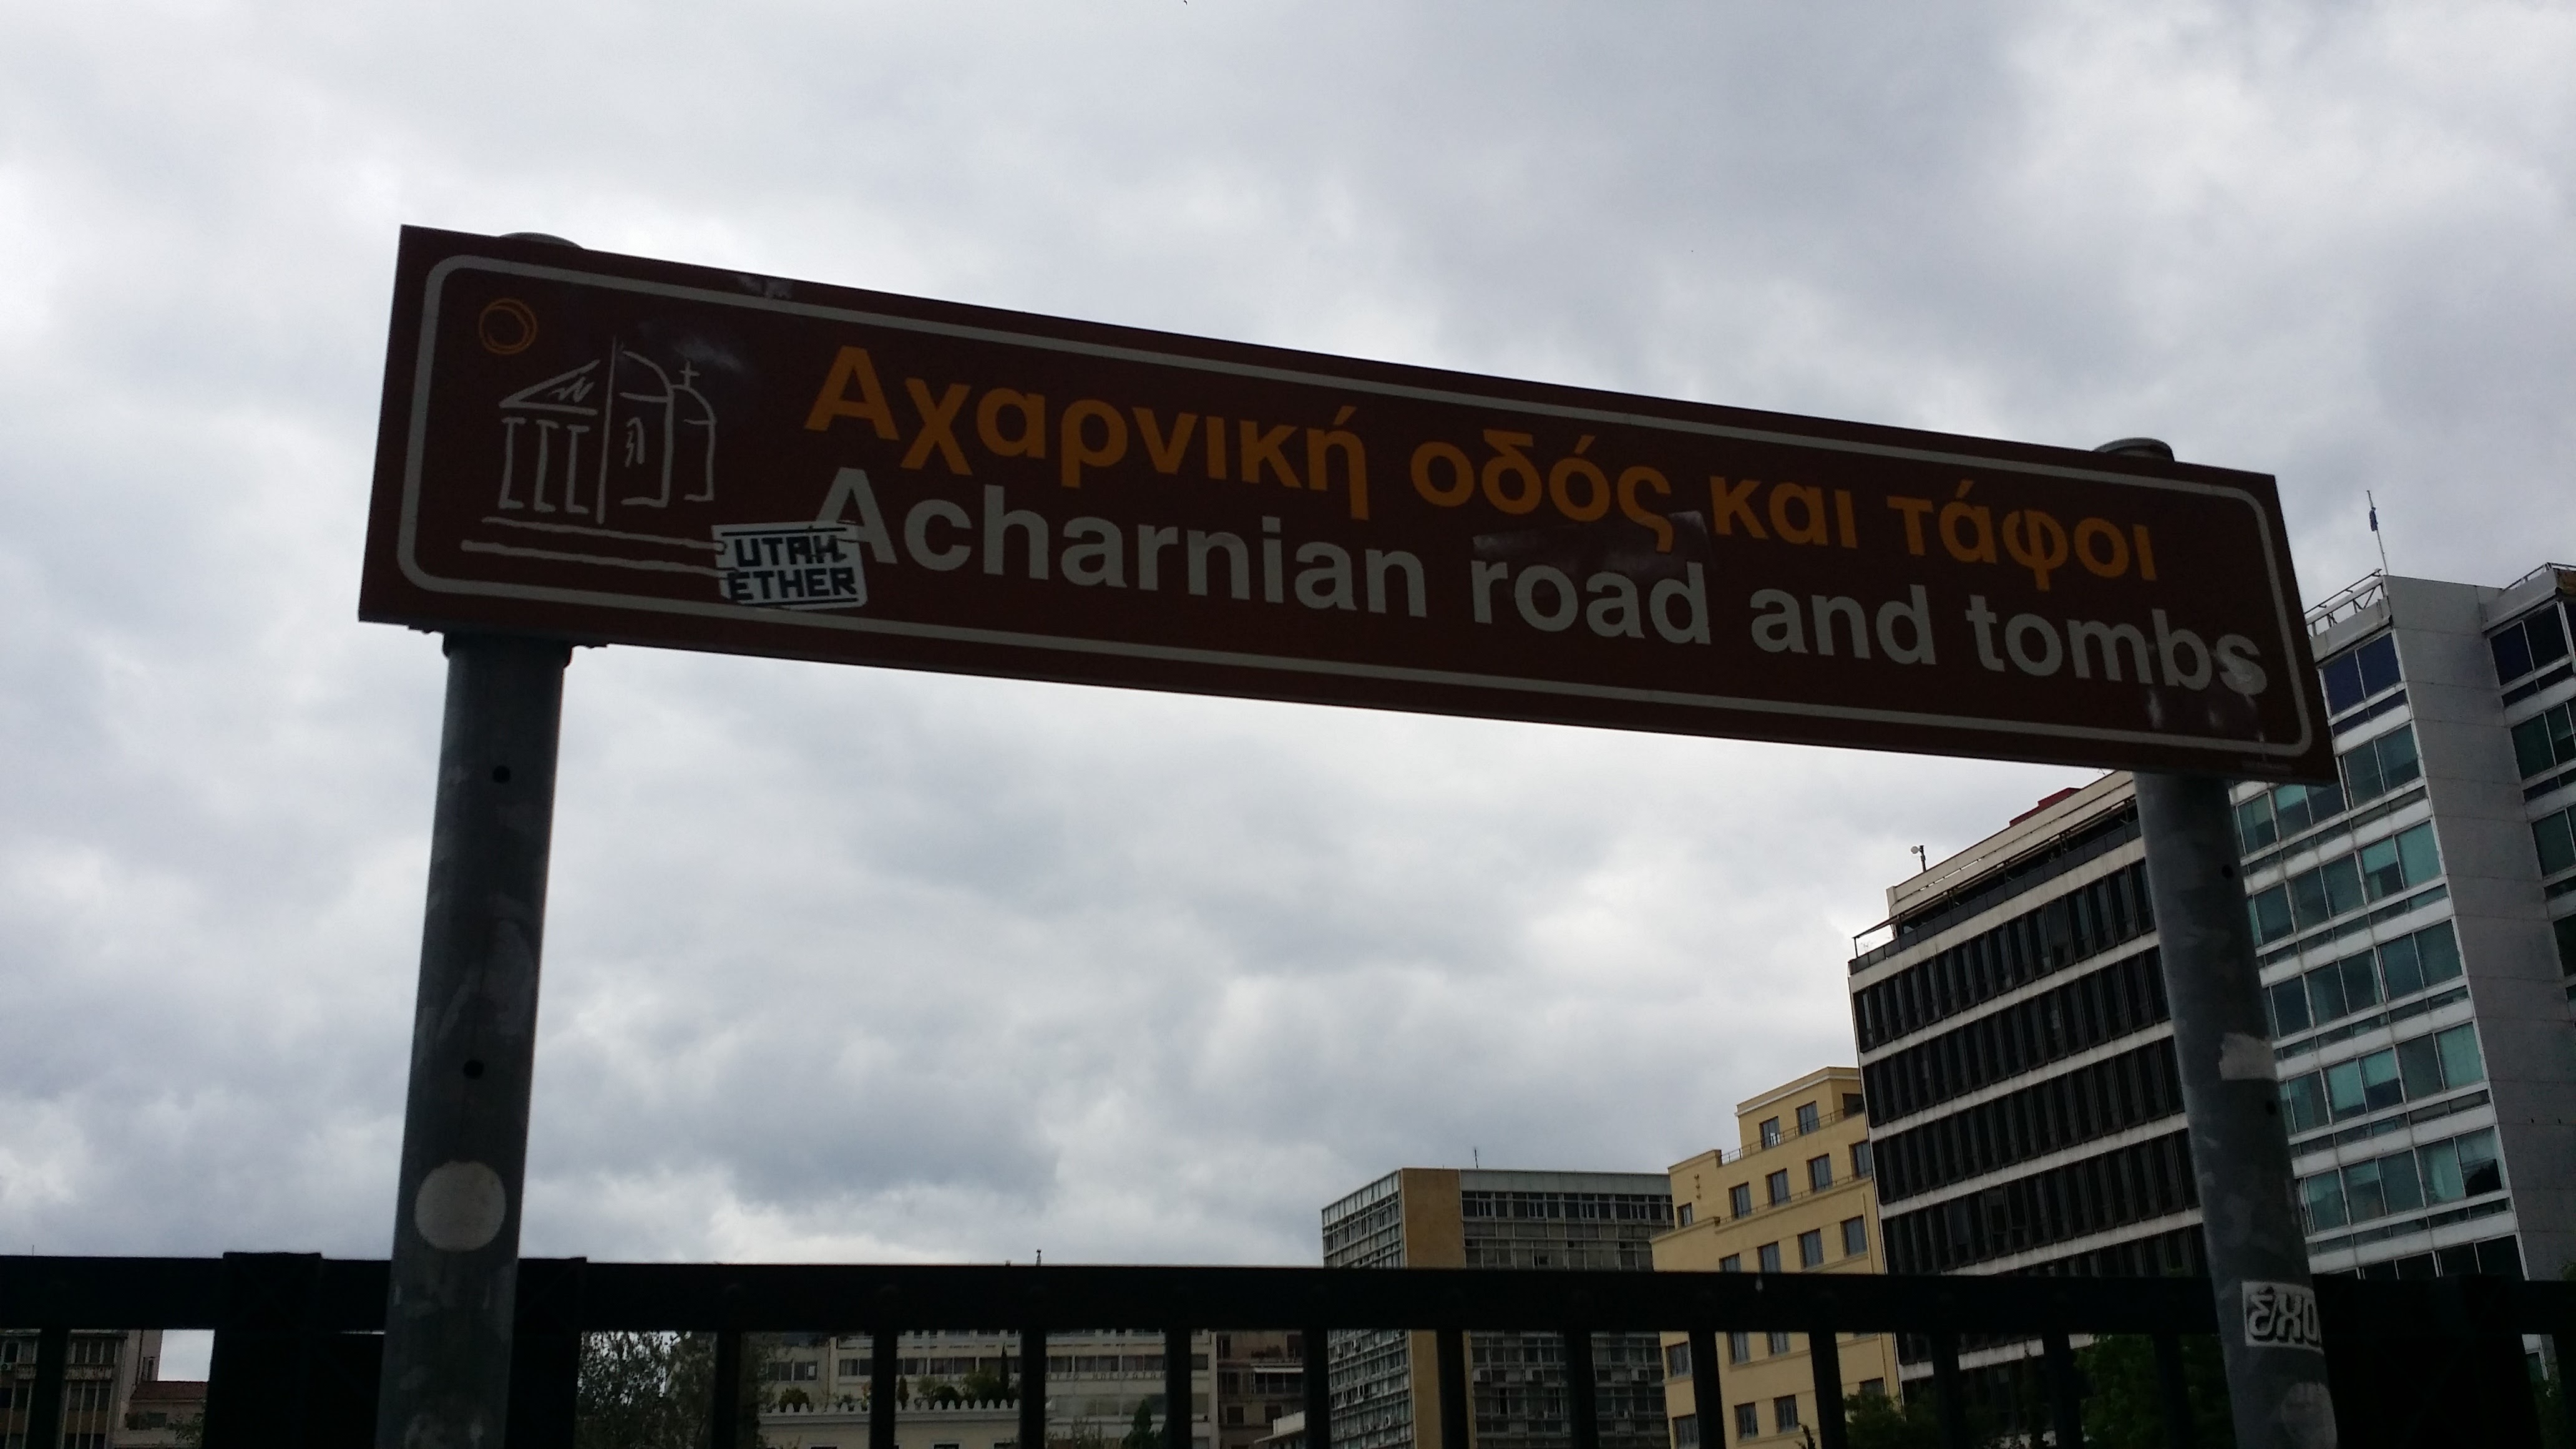 Αχαρνική οδός και τάφοι
Acharnian road and tombs
UTAH
ETHER